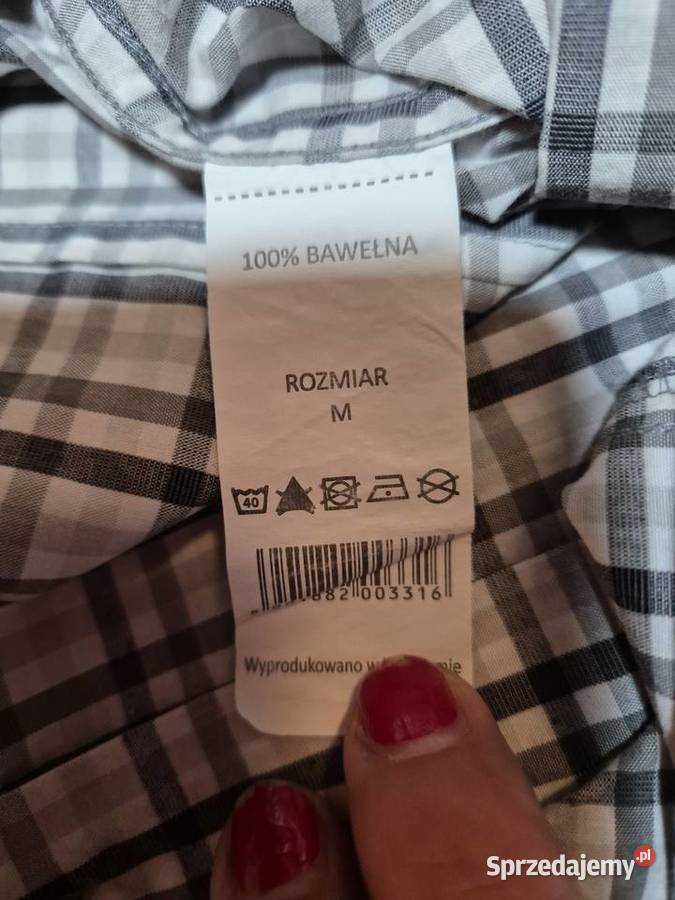 100% BAWEŁNA
ROZMIAR
M
40
882 003316
Wyprodukowano w
Sprzedajemy.pl